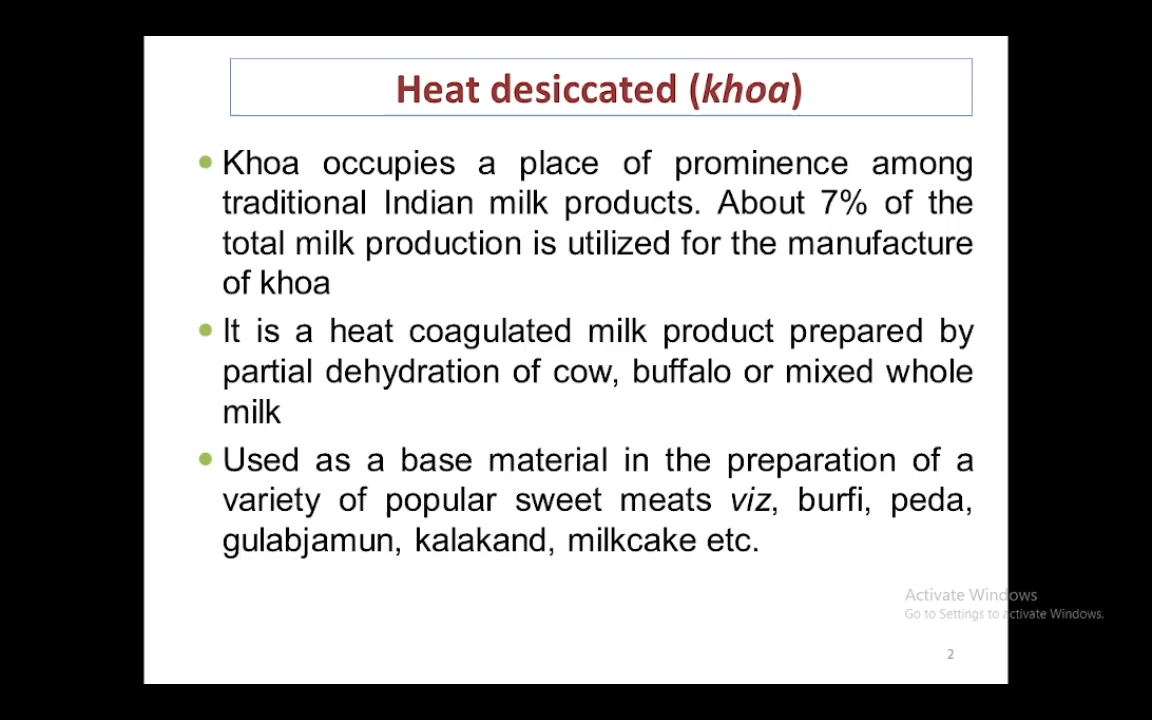 Heat desiccated (khoa)
Khoa occupies a place of prominence among
traditional Indian milk products. About 7% of the
total milk production is utilized for the manufacture
of khoa
It is a heat coagulated milk product prepared by
partial dehydration of cow, buffalo or mixed whole
milk
Used as a base material in the preparation of a
variety of popular sweet meats viz, burfi, peda,
gulabjamun, kalakand, milkcake etc.
Activate Windows
Go to Settings to activate Windows.
2